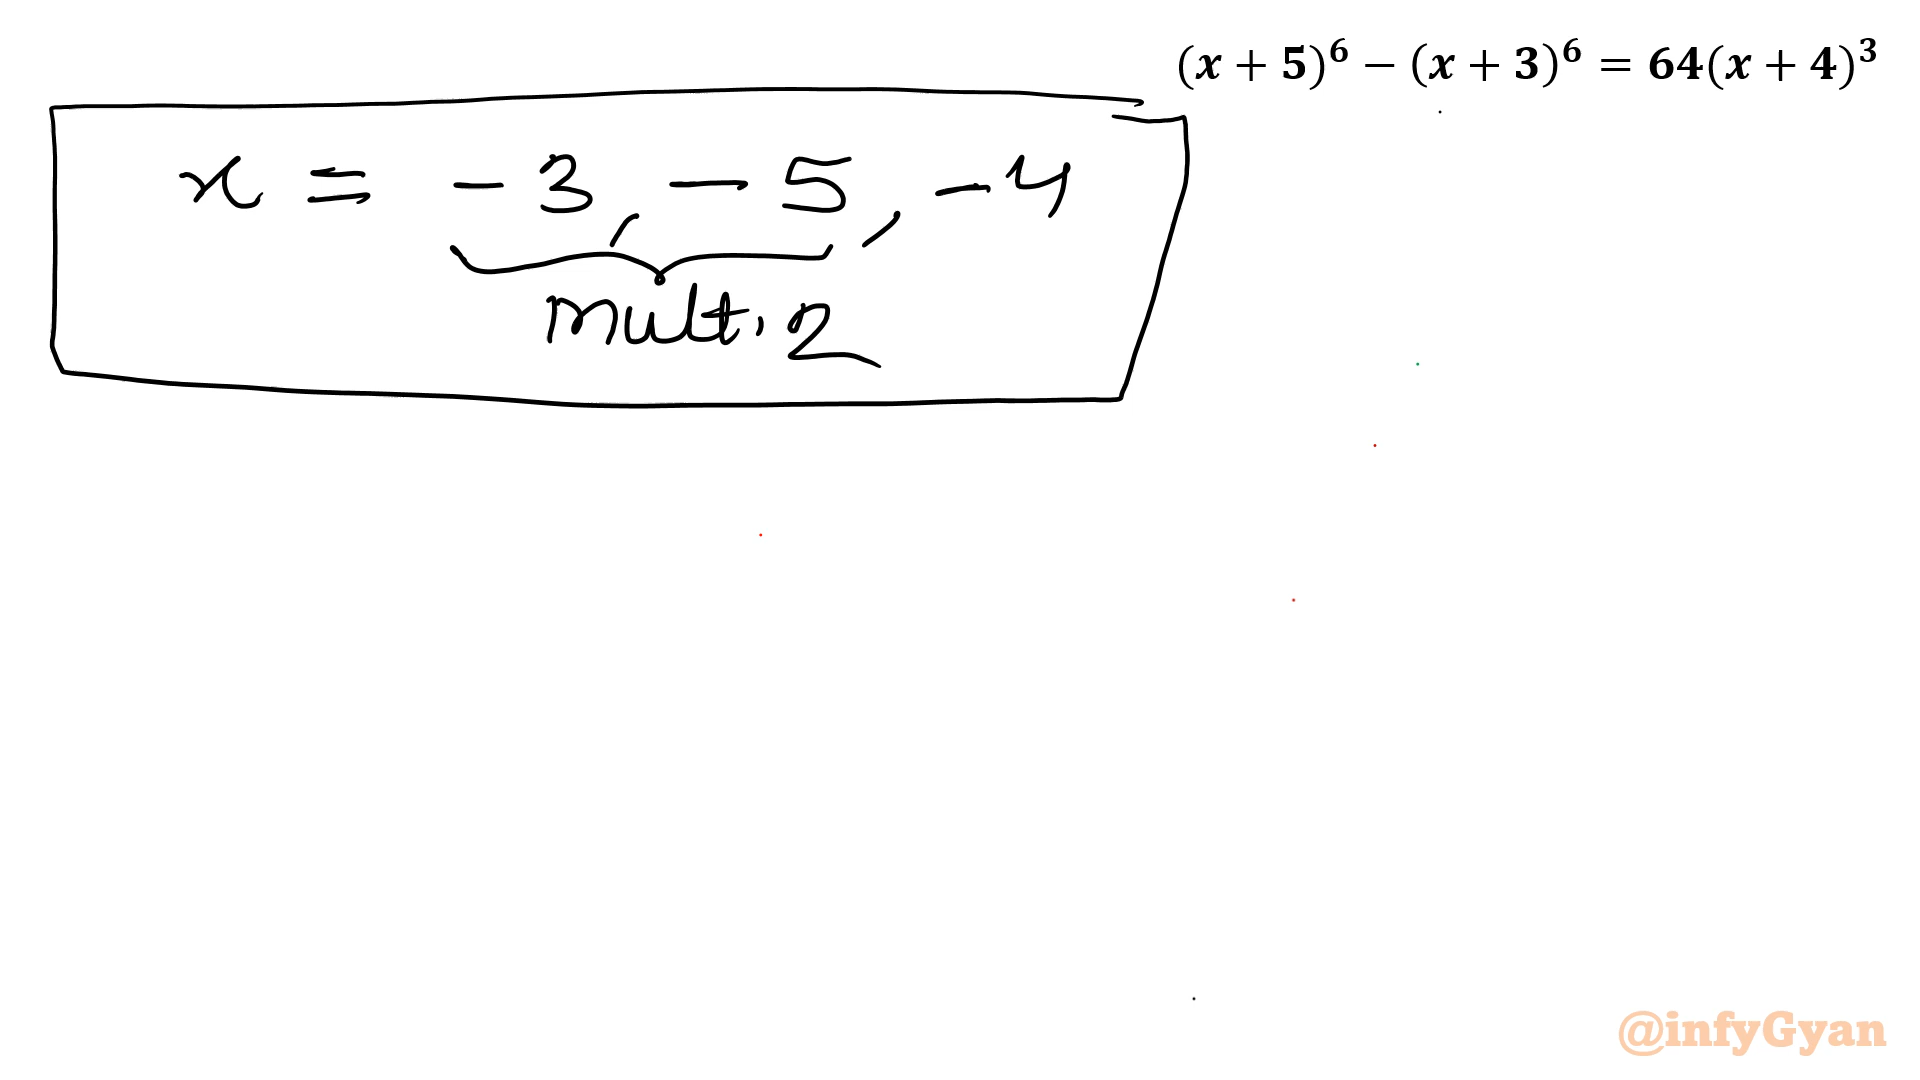 (x + 5)⁶ − (x + 3)⁶ = 64(x + 4)³
x = -3, -5, -4
mult. 2
@infyGyan